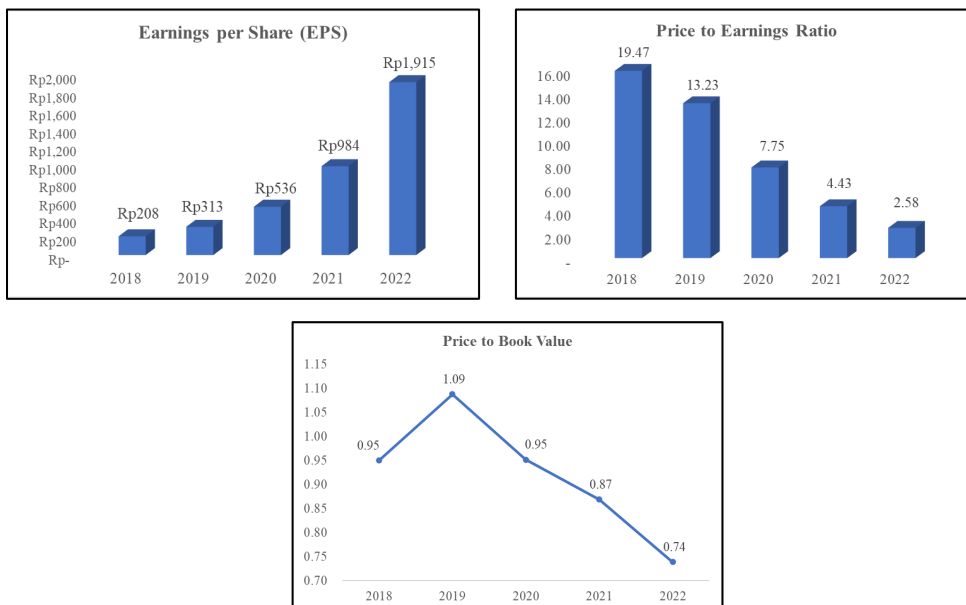 Earnings per Share (EPS)
Rp2,000
Rp1,800
Rp1,600
Rp1,400
Rp1,200
Rp1,000
Rp800
Rp600
Rp400
Rp200
Rp-
Rp208
Rp313
Rp536
Rp984
Rp1,915
2018 2019 2020 2021 2022
Price to Earnings Ratio
16.00
14.00
12.00
10.00
8.00
6.00
4.00
2.00
-
19.47
13.23
7.75
4.43
2.58
2018 2019 2020 2021 2022
Price to Book Value
1.15
1.10
1.05
1.00
0.95
0.90
0.85
0.80
0.75
0.70
0.95
1.09
0.95
0.87
0.74
2018 2019 2020 2021 2022